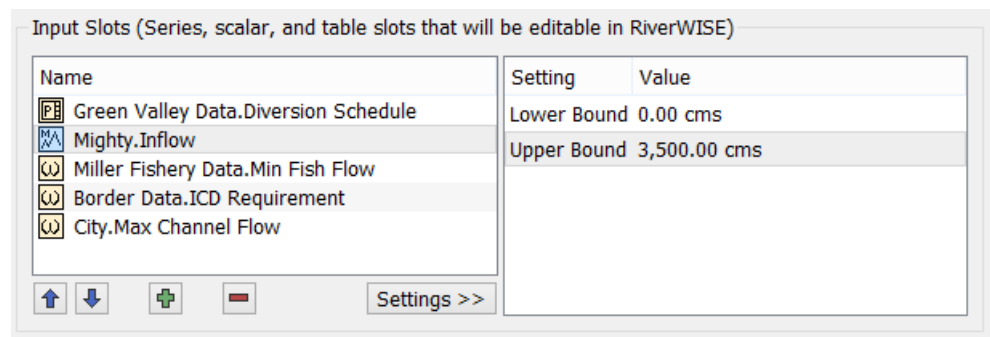 Input Slots (Series, scalar, and table slots that will be editable in RiverWISE)
Name
Green Valley Data.Diversion Schedule
Mighty.Inflow
Miller Fishery Data.Min Fish Flow
Border Data.ICD Requirement
City.Max Channel Flow
Settings >>
Setting Value
Lower Bound 0.00 cms
Upper Bound 3,500.00 cms